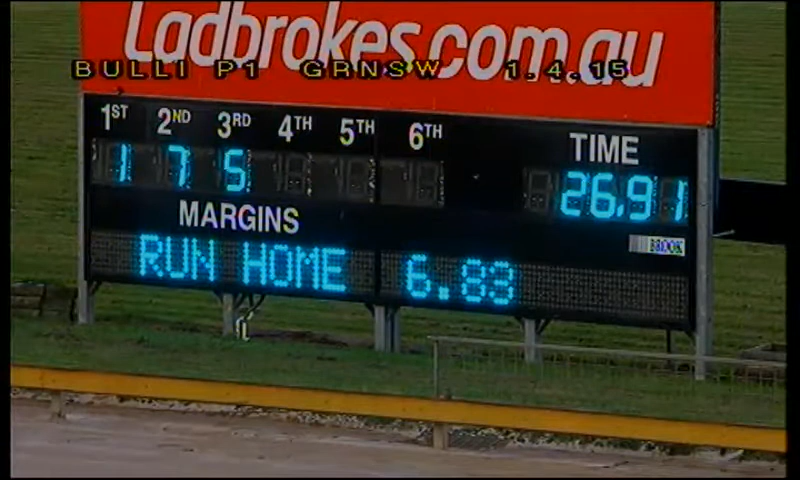 Ladbrokes.com.au
BULLI P1 GRNSW 1.4.15
1ST 2ND 3RD 4TH 5TH 6TH TIME
1 7 5 26.91
MARGINS
BROOK
RUN HOME 6.83